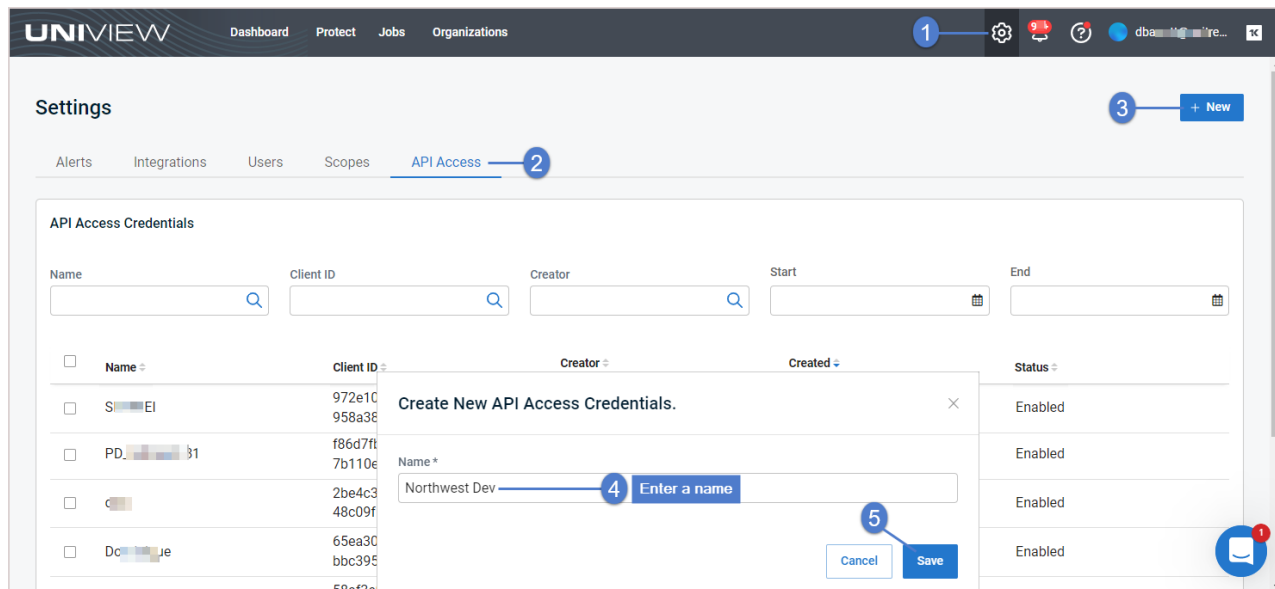 UNIVIEW Dashboard Protect Jobs Organizations 1
Settings
3 + New
Alerts Integrations Users Scopes API Access 2
API Access Credentials
Name Client ID Creator Start End
Name Client ID Creator Created Status
972e10
958a38
Enabled
f86d7f
7b110e
Enabled
2be4c3
48c09f
Enabled
65ea30
bbc395
Enabled
Create New API Access Credentials.
Name *
Northwest Dev 4 Enter a name
5
Cancel Save
1